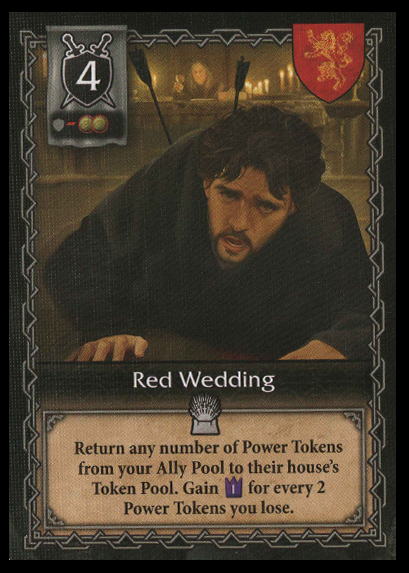 4
Red Wedding
Return any number of Power Tokens
from your Ally Pool to their house's
Token Pool. Gain 1 for every 2
Power Tokens you lose.